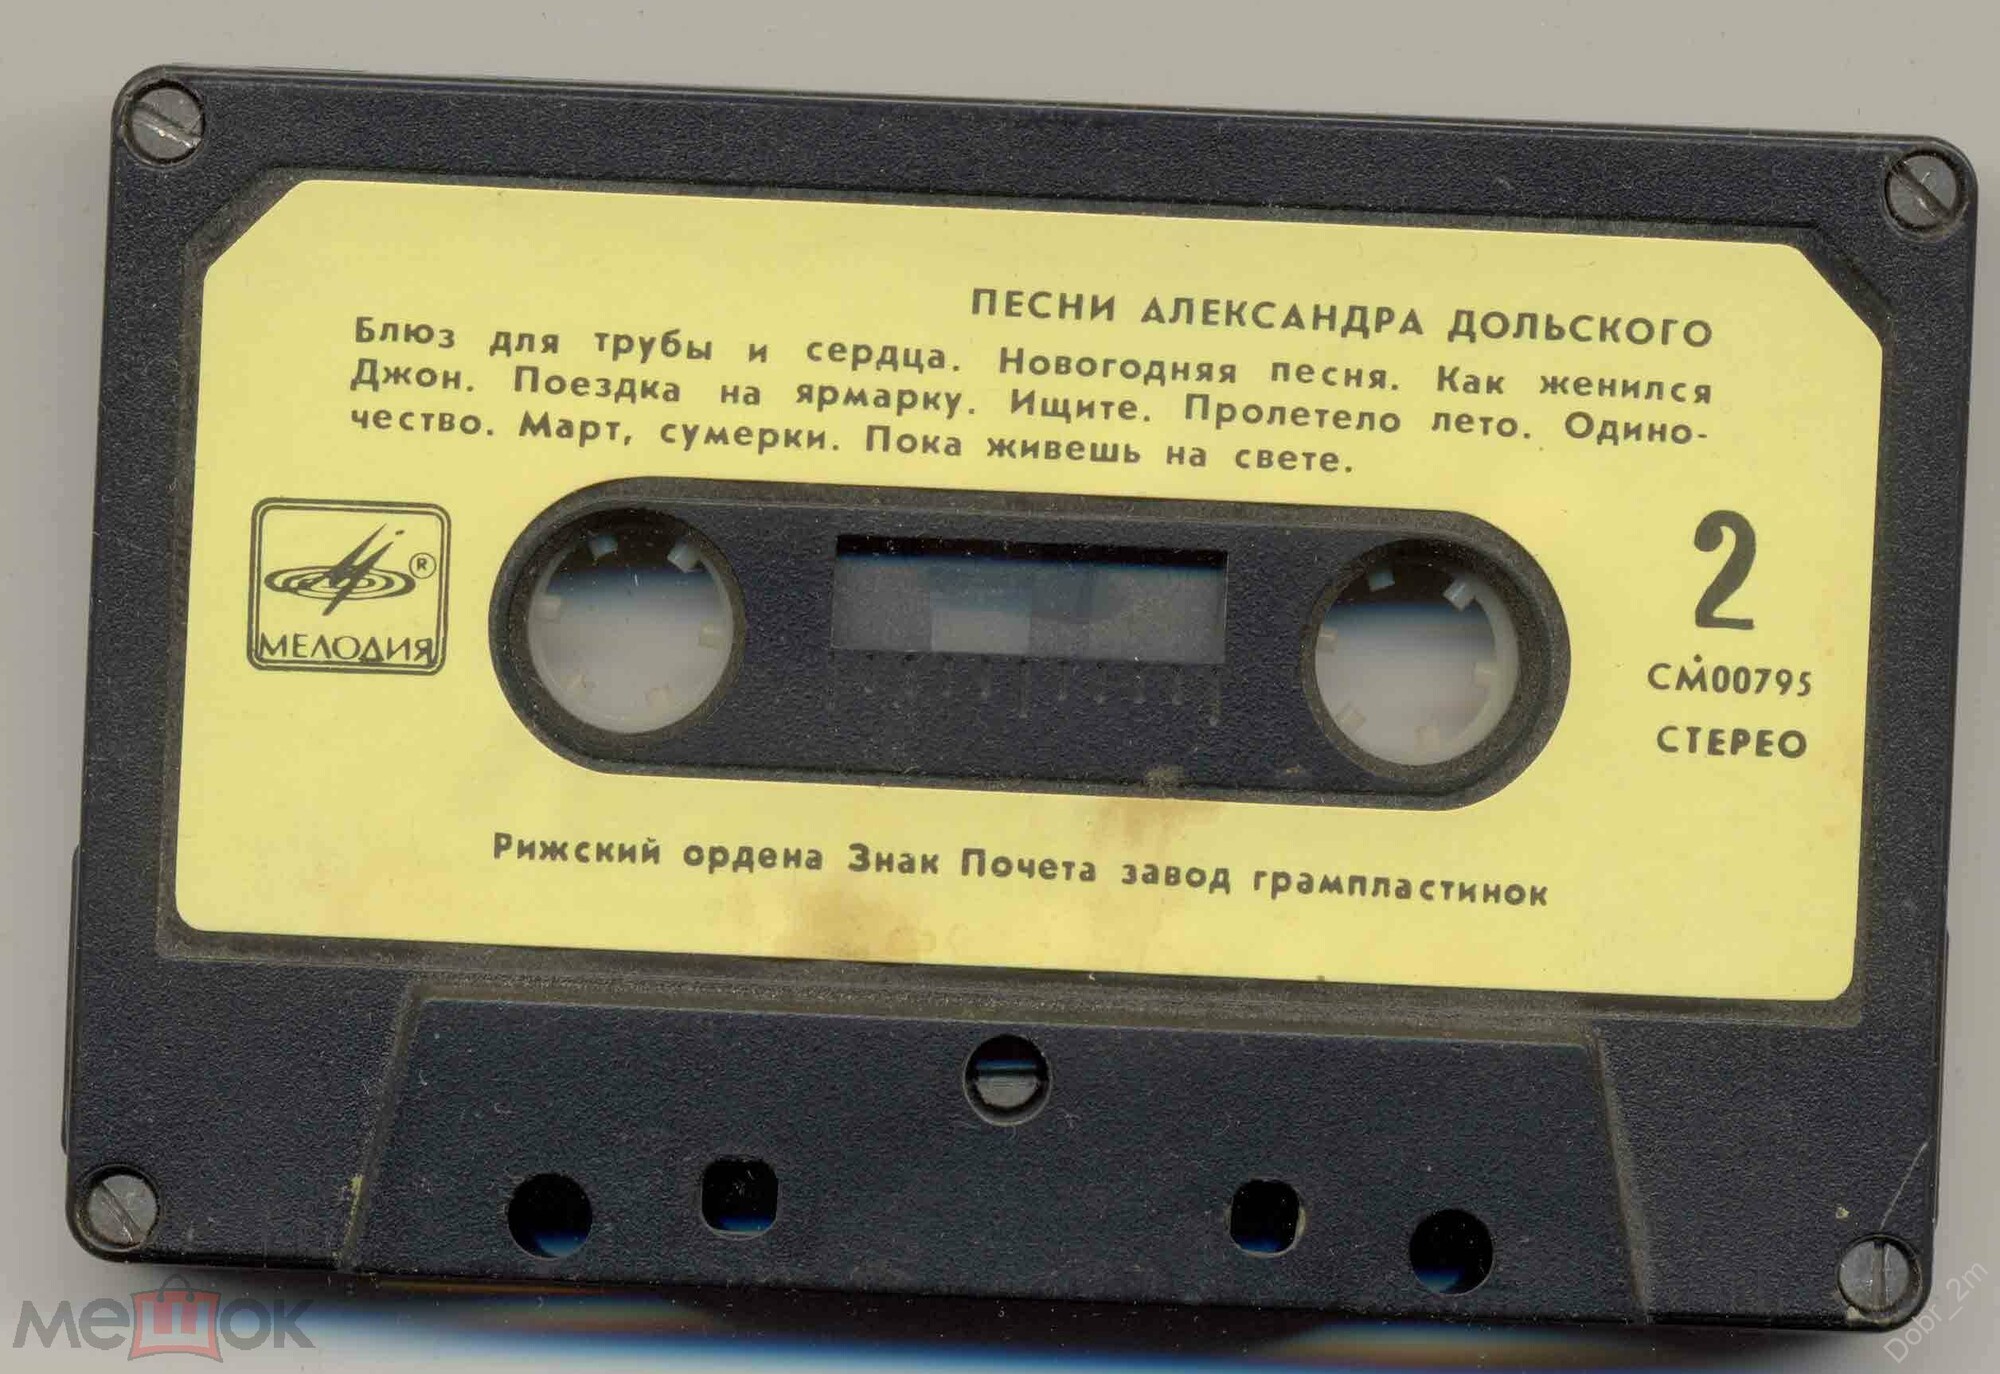 ПЕСНИ АЛЕКСАНДРА ДОЛЬСКОГО
Блюз для трубы и сердца. Новогодняя песня. Как женился
Джон. Поездка на ярмарку. Ищите. Пролетело лето. Одино-
чество. Март, сумерки. Пока живешь на свете.
®
МЕЛОДИЯ
2
СМ00795
СТЕРЕО
Рижский ордена Знак Почета завод грампластинок
мешок
Dobr_2m